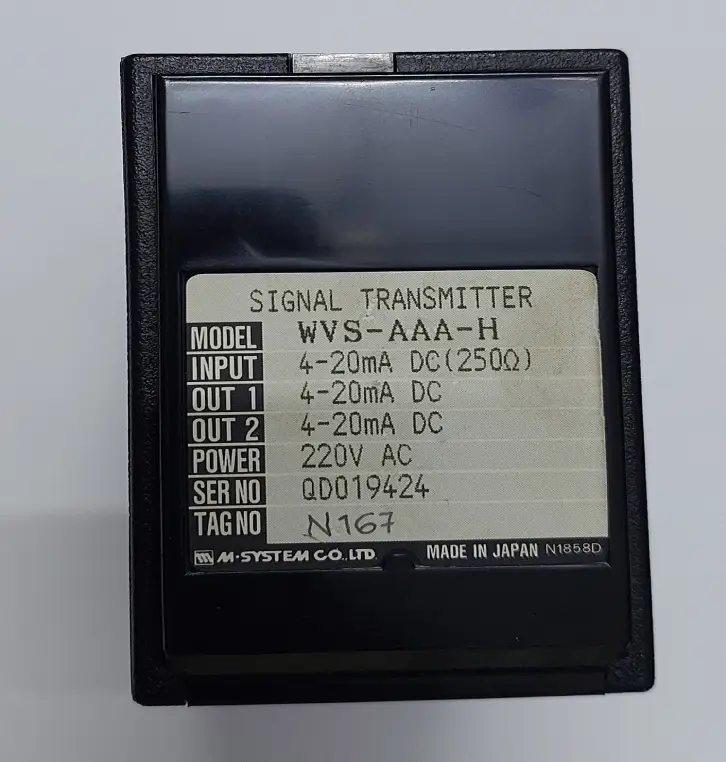 SIGNAL TRANSMITTER
MODEL WVS-AAA-H
INPUT 4-20mA DC(250Ω)
OUT 1 4-20mA DC
OUT 2 4-20mA DC
POWER 220V AC
SER NO QD019424
TAG NO N167
M-SYSTEM CO.,LTD. MADE IN JAPAN N1858D